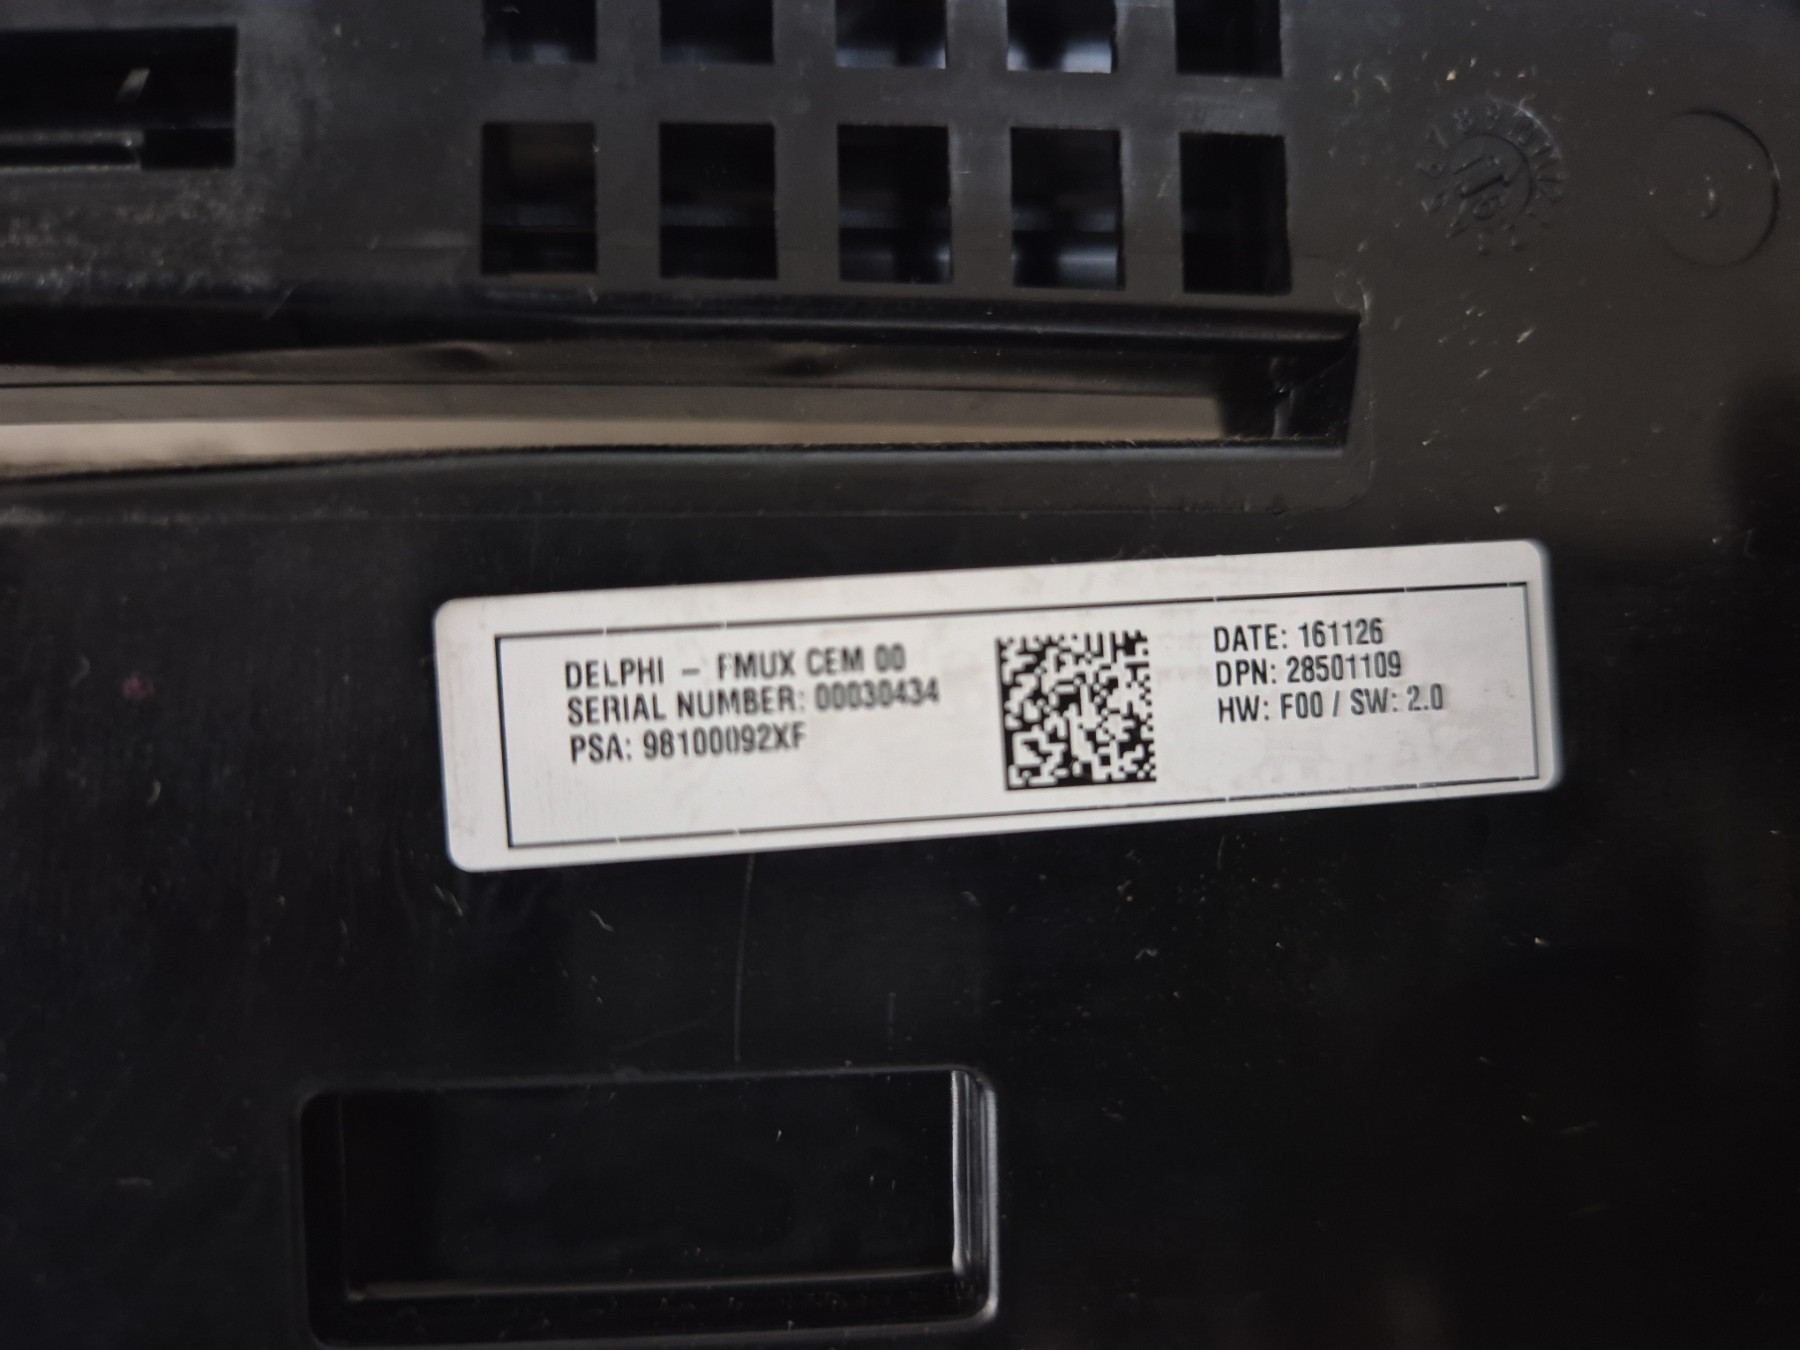 DELPHI - FMUX CEM 00
SERIAL NUMBER: 00030434
PSA: 98100092XF
DATE: 161126
DPN: 28501109
HW: F00 / SW: 2.0